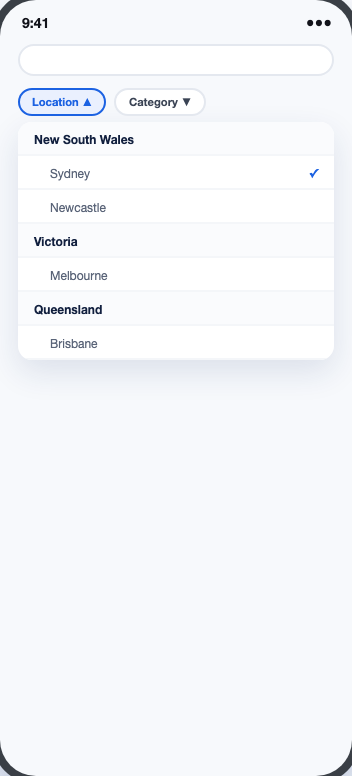 9:41
Location ▲ Category ▼
New South Wales
Sydney ✓
Newcastle
Victoria
Melbourne
Queensland
Brisbane